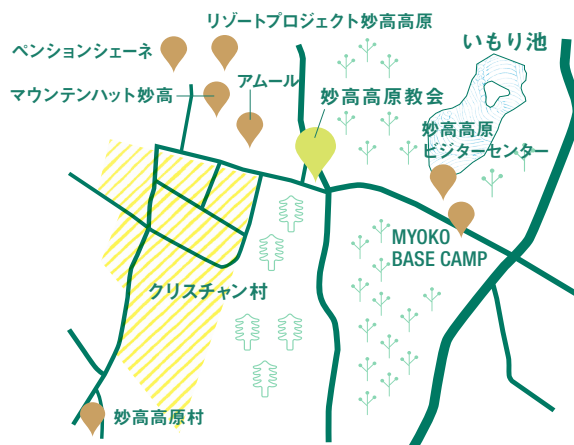 リゾートプロジェクト妙高高原
ペンションシェーネ
いもり池
マウンテンハット妙高
アムール
妙高高原教会
妙高高原
ビジターセンター
MYOKO
BASE CAMP
クリスチャン村
妙高高原村